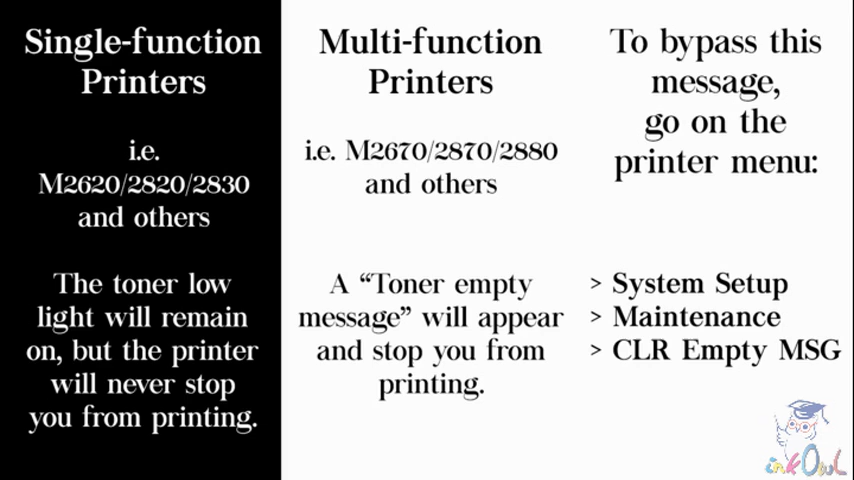 Single-function
Printers
i.e.
M2620/2820/2830
and others
The toner low
light will remain
on, but the printer
will never stop
you from printing.
Multi-function
Printers
i.e. M2670/2870/2880
and others
A “Toner empty
message” will appear
and stop you from
printing.
To bypass this
message,
go on the
printer menu:
> System Setup
> Maintenance
> CLR Empty MSG
inkOwl